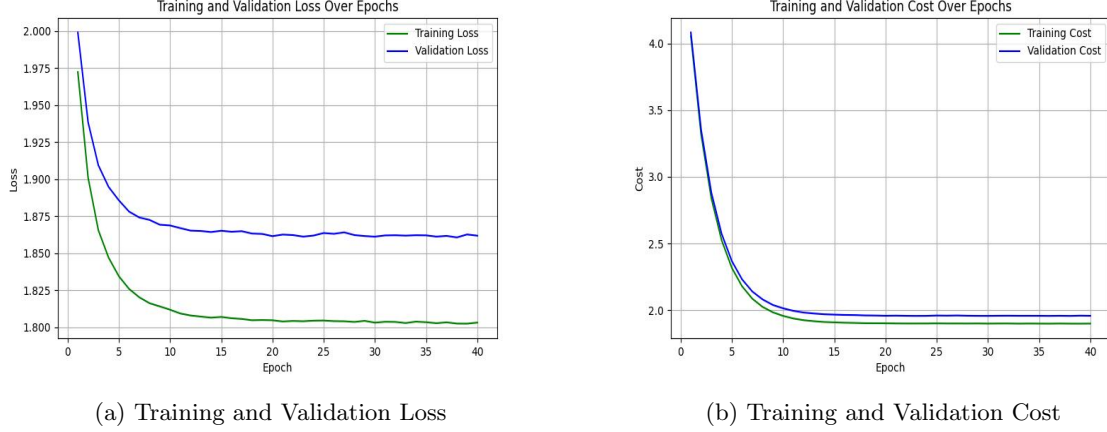 Training and Validation Loss Over Epochs
Training Loss
Validation Loss
2.000
1.975
1.950
1.925
1.900
1.875
1.850
1.825
1.800
Loss
0 5 10 15 20 25 30 35 40
Epoch
(a) Training and Validation Loss
Training and Validation Cost Over Epochs
Training Cost
Validation Cost
4.0
3.5
3.0
2.5
2.0
Cost
0 5 10 15 20 25 30 35 40
Epoch
(b) Training and Validation Cost